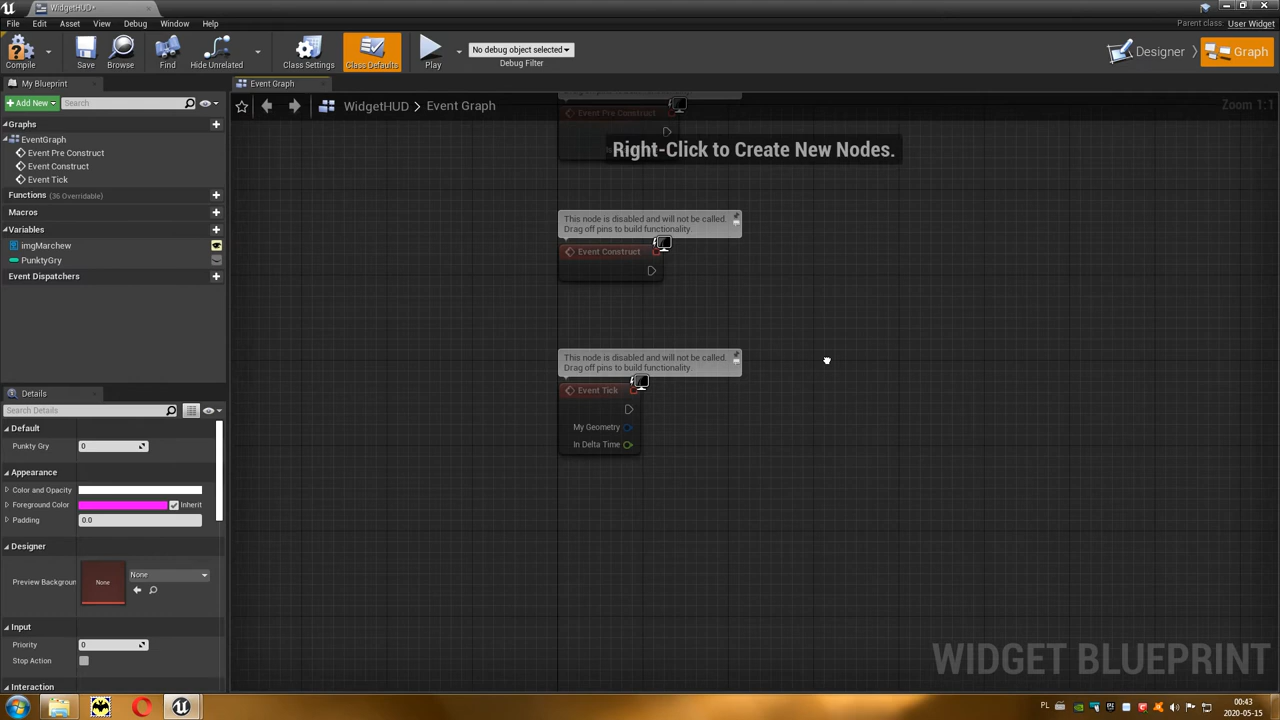 WidgetHUD*
File Edit Asset View Debug Window Help
Parent class: User Widget
Compile Save Browse Find Hide Unrelated Class Settings Class Defaults Play
No debug object selected
Debug Filter
Designer Graph
My Blueprint
Event Graph
Add New Search
WidgetHUD > Event Graph
Zoom 1:1
Graphs
EventGraph
Event Pre Construct
Event Construct
Event Tick
Functions (36 Overridable)
Macros
Variables
imgMarchew
PunktyGry
Event Dispatchers
Event Pre Construct
Right-Click to Create New Nodes.
This node is disabled and will not be called.
Drag off pins to build functionality.
Event Construct
This node is disabled and will not be called.
Drag off pins to build functionality.
Event Tick
My Geometry
In Delta Time
Details
Search Details
Default
Punkty Gry 0
Appearance
Color and Opacity
Foreground Color Inherit
Padding 0.0
Designer
Preview Backgroun None None
Input
Priority 0
Stop Action
Interaction
WIDGET BLUEPRINT
PL
00:43
2020-05-15